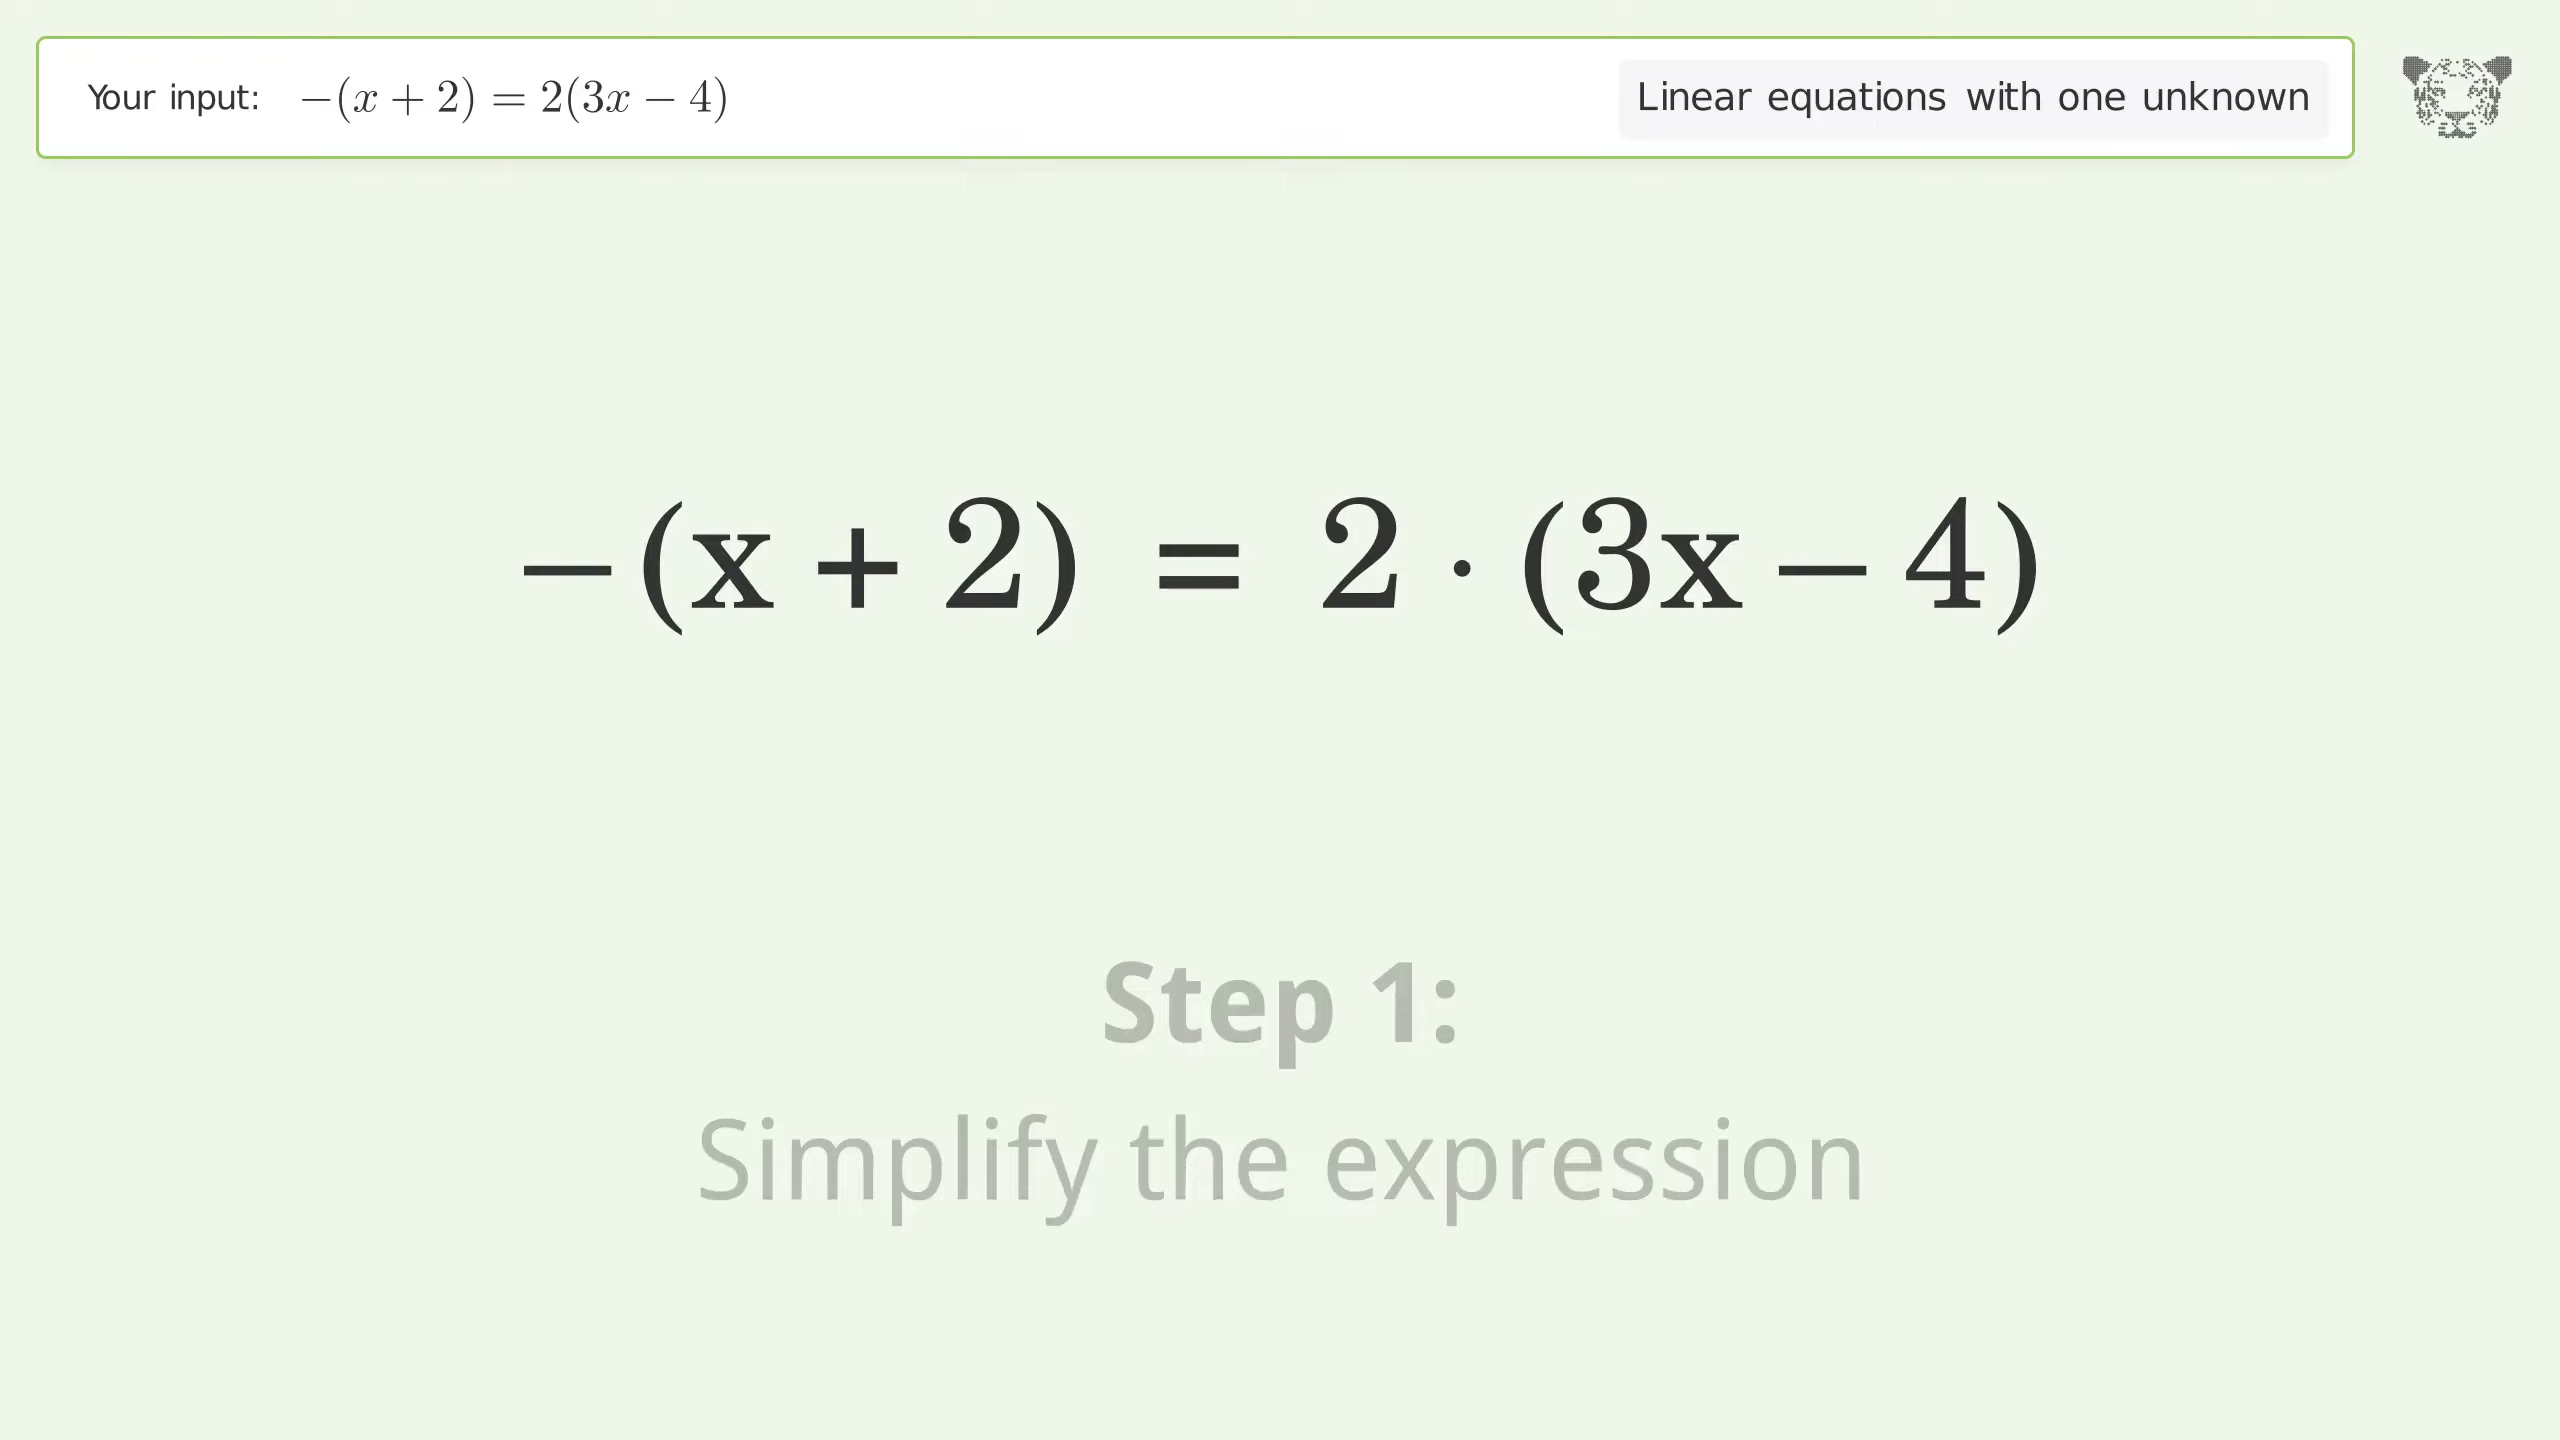 Your input: −(x + 2) = 2(3x − 4)
Linear equations with one unknown
−(x + 2) = 2 · (3x − 4)
Step 1:
Simplify the expression